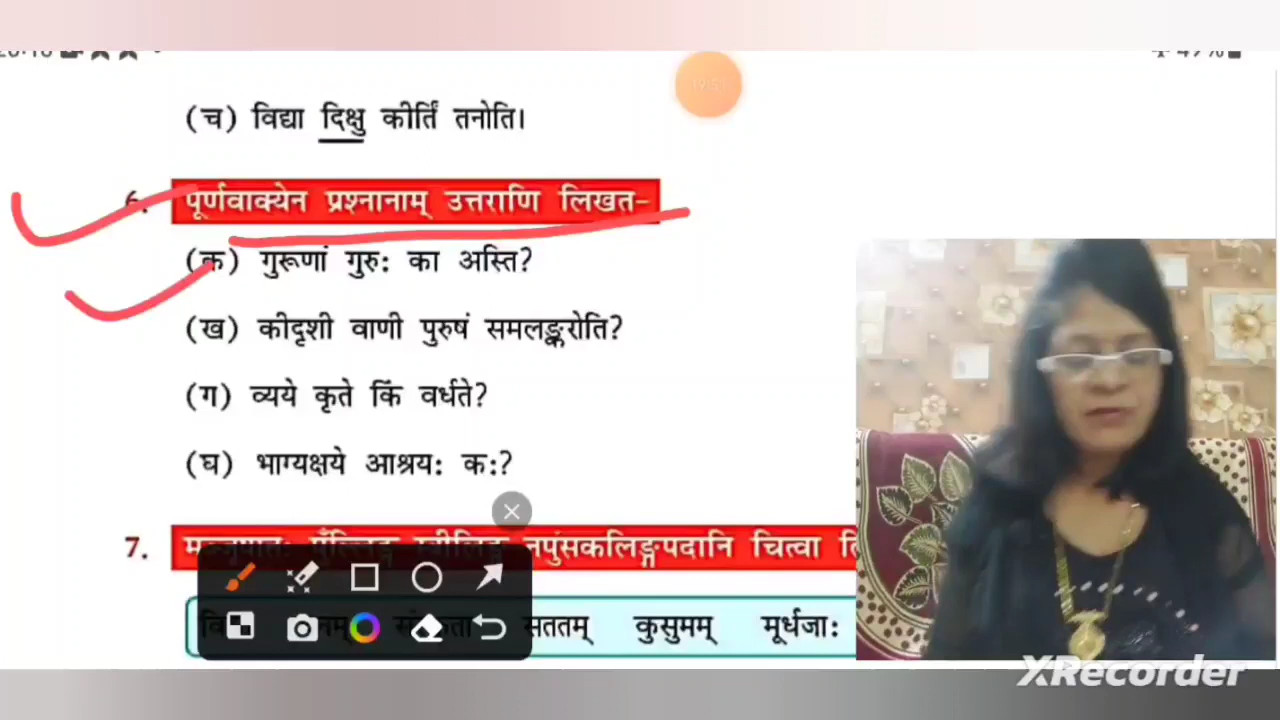 (च) विद्या दिक्षु कीर्तिं तनोति।
6. पूर्णवाक्येन प्रश्नानाम् उत्तराणि लिखत–
(क) गुरूणां गुरुः का अस्ति?
(ख) कीदृशी वाणी पुरुषं समलङ्करोति?
(ग) व्यये कृते किं वर्धते?
(घ) भाग्यक्षये आश्रयः कः?
7. नपुंसकलिङ्गपदानि चित्वा
सततम् कुसुमम् मूर्धजाः
XRecorder